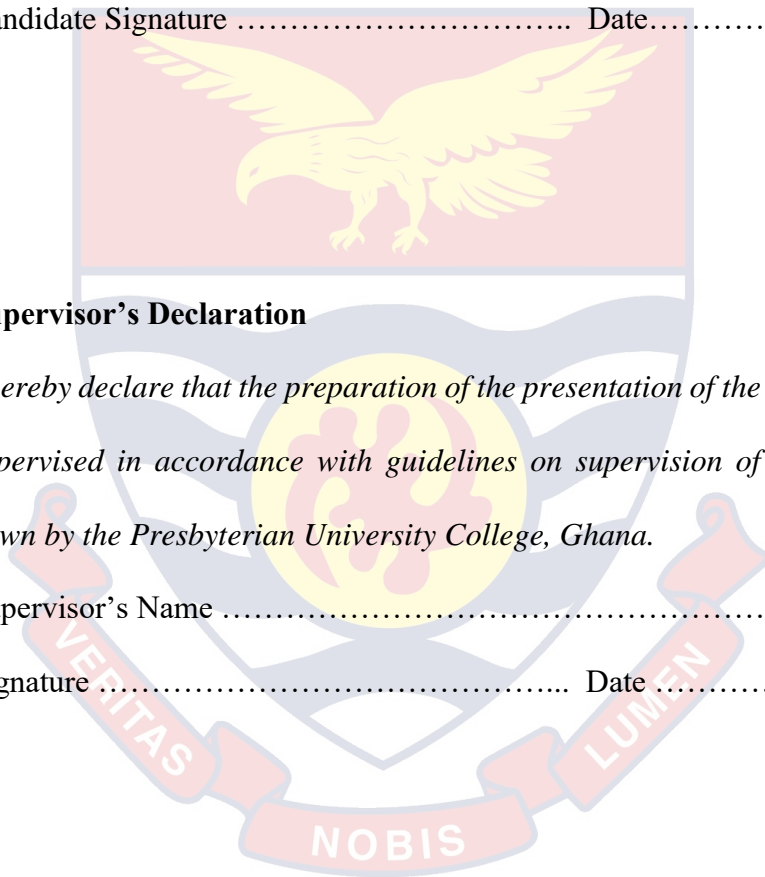 andidate Signature ……………………………….. Date…………
upervisor’s Declaration
ereby declare that the preparation of the presentation of the
pervised in accordance with guidelines on supervision of
wn by the Presbyterian University College, Ghana.
pervisor’s Name ……………………………………………………
gnature ………………………………………... Date …………
VERITAS
NOBIS
LUMEN